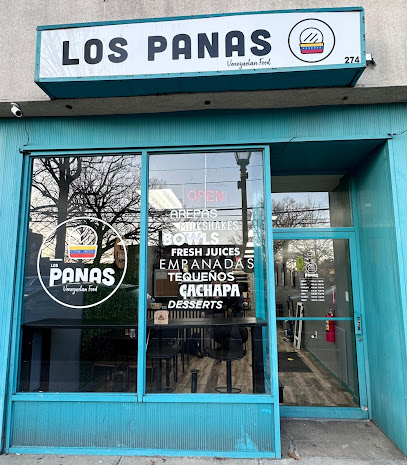 LOS PANAS
Venezuelan Food
274
OPEN
AREPAS
MILKSHAKES
BOWLS
FRESH JUICES
EMPANADAS
TEQUEÑOS
CACHAPA
DESSERTS
LOS
PANAS
Venezuelan Food